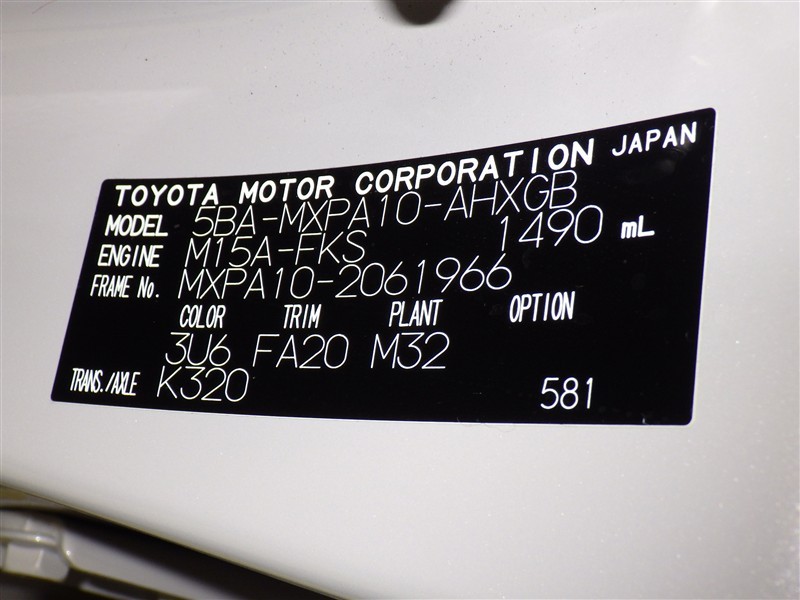 TOYOTA MOTOR CORPORATION JAPAN
MODEL 5BA-MXPA10-AHXGB
ENGINE M15A-FKS 1490 mL
FRAME No. MXPA10-2061966
COLOR TRIM PLANT OPTION
3U6 FA20 M32
TRANS./AXLE K320 581